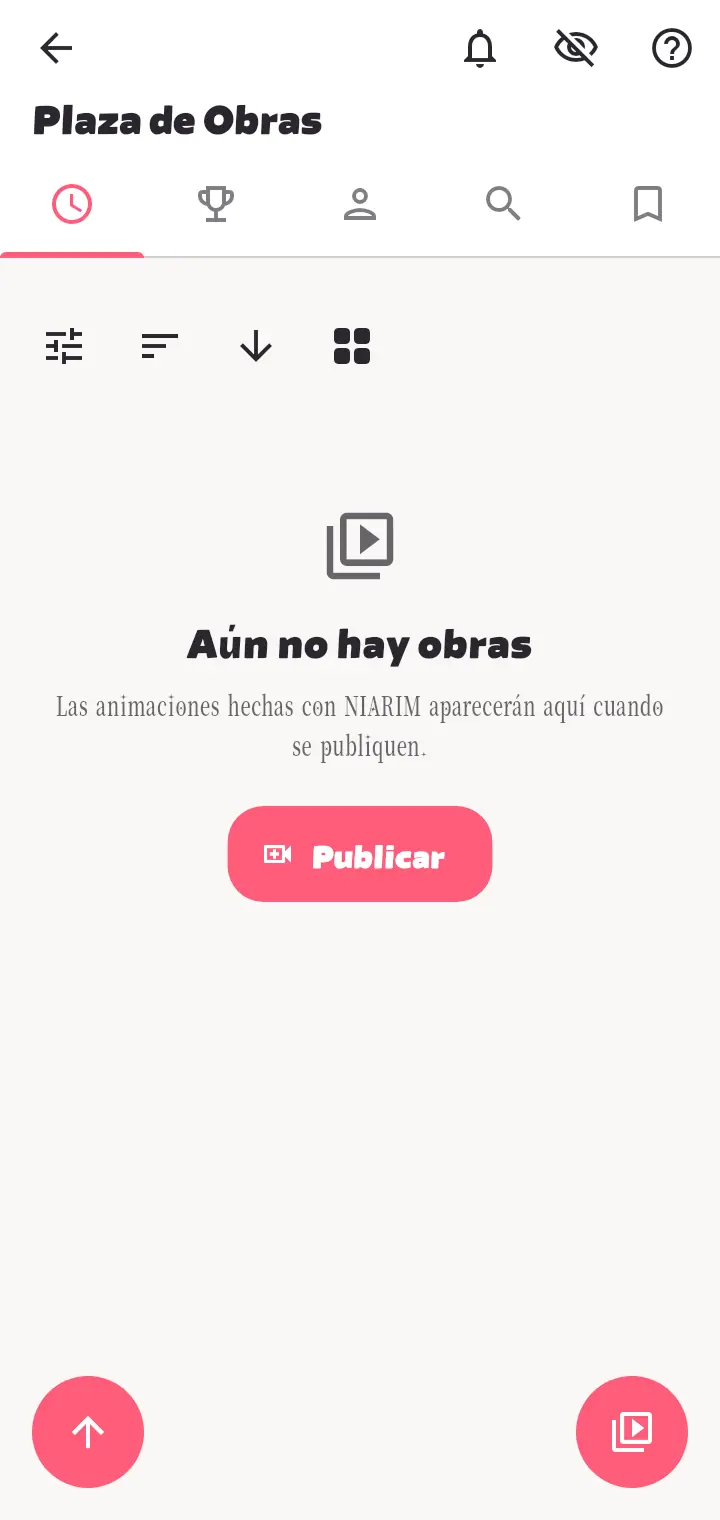 Plaza de Obras
Aún no hay obras
Las animaciones hechas con NIARIM aparecerán aquí cuando
se publiquen.
Publicar